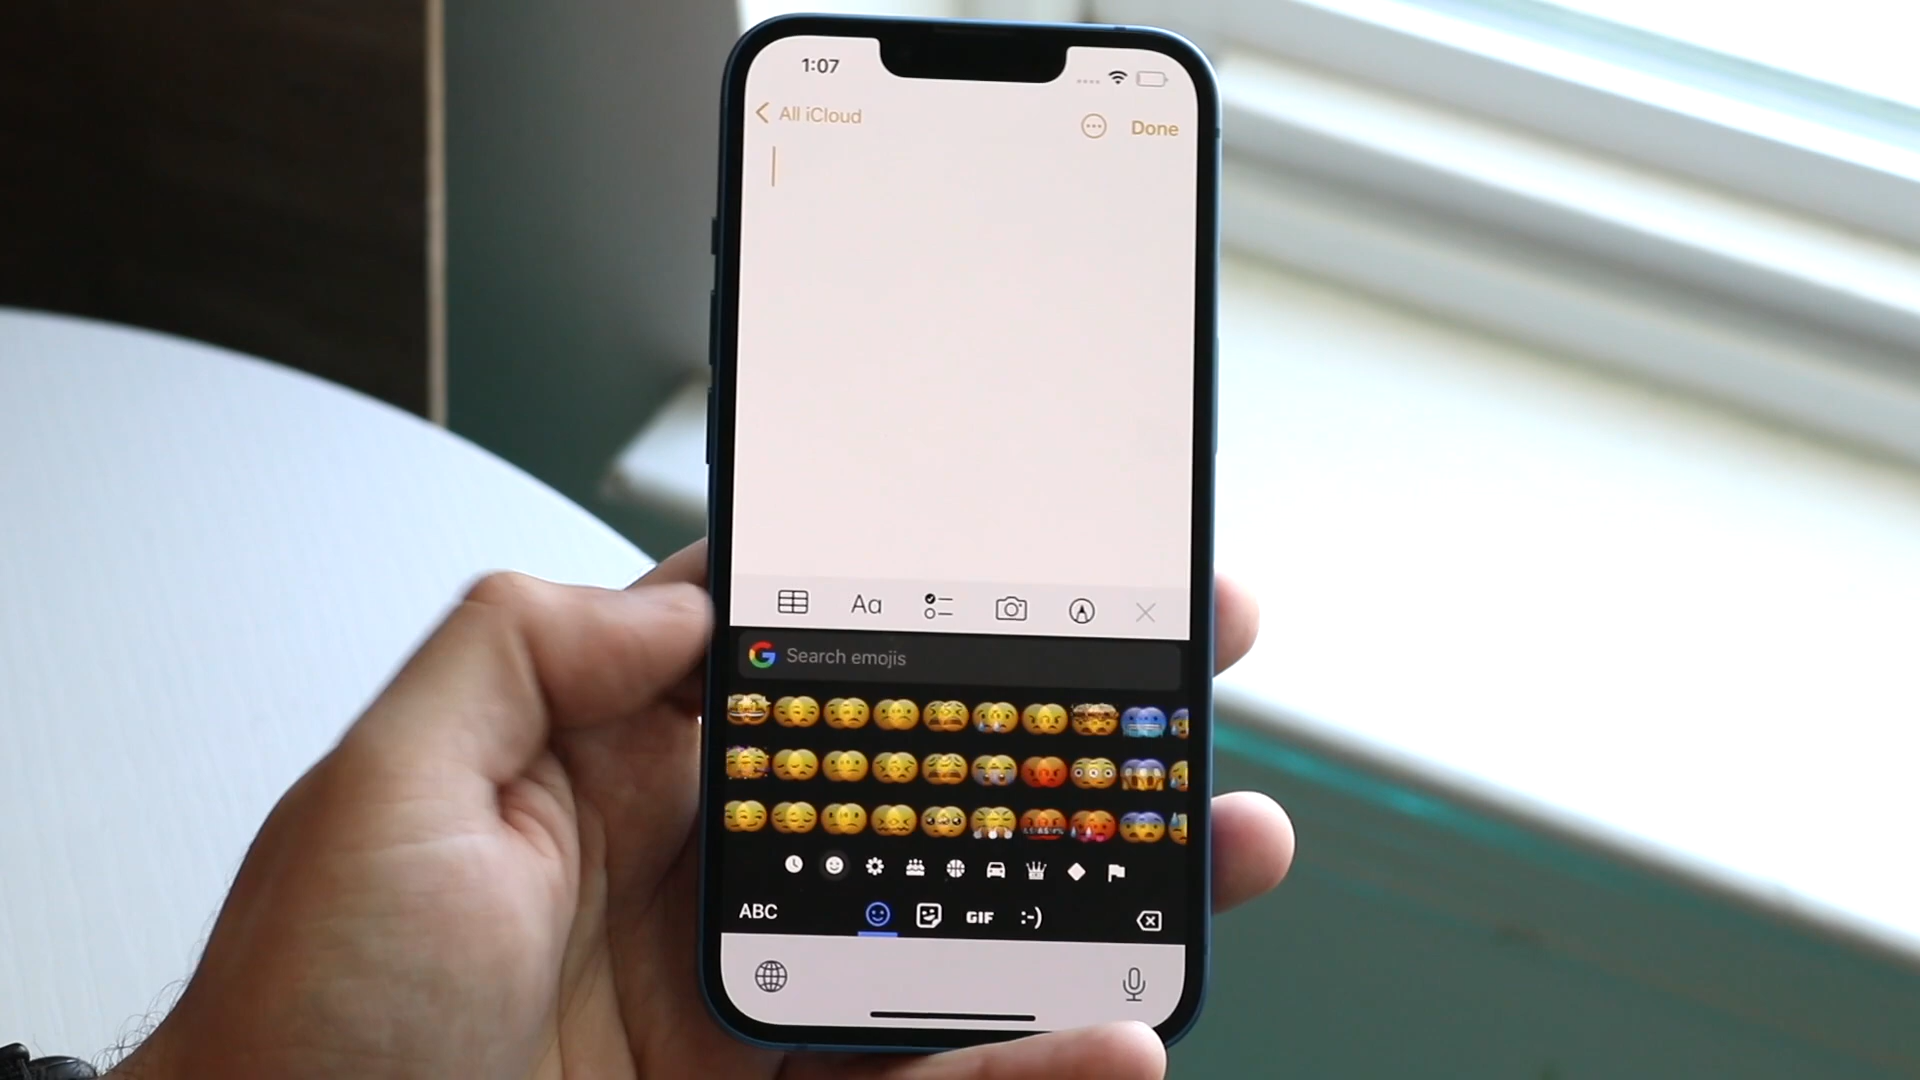 1:07
All iCloud
Done
Aa
Search emojis
ABC
GIF
:-)